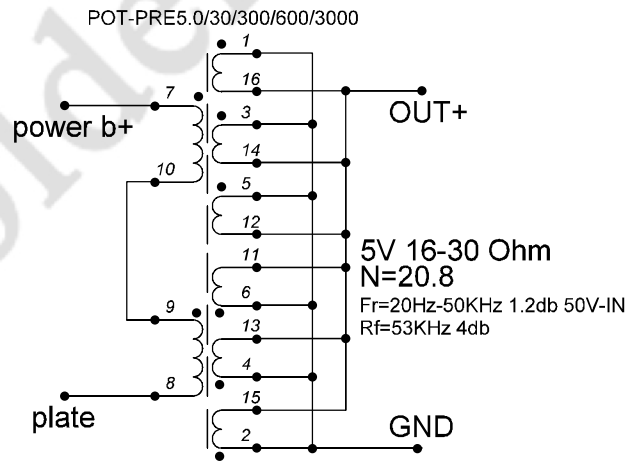 POT-PRE5.0/30/300/600/3000
1
16
7
power b+
OUT+
3
14
10
5
12
5V 16-30 Ohm
N=20.8
Fr=20Hz-50KHz 1.2db 50V-IN
Rf=53KHz 4db
11
6
9
13
4
8
plate
15
2
GND